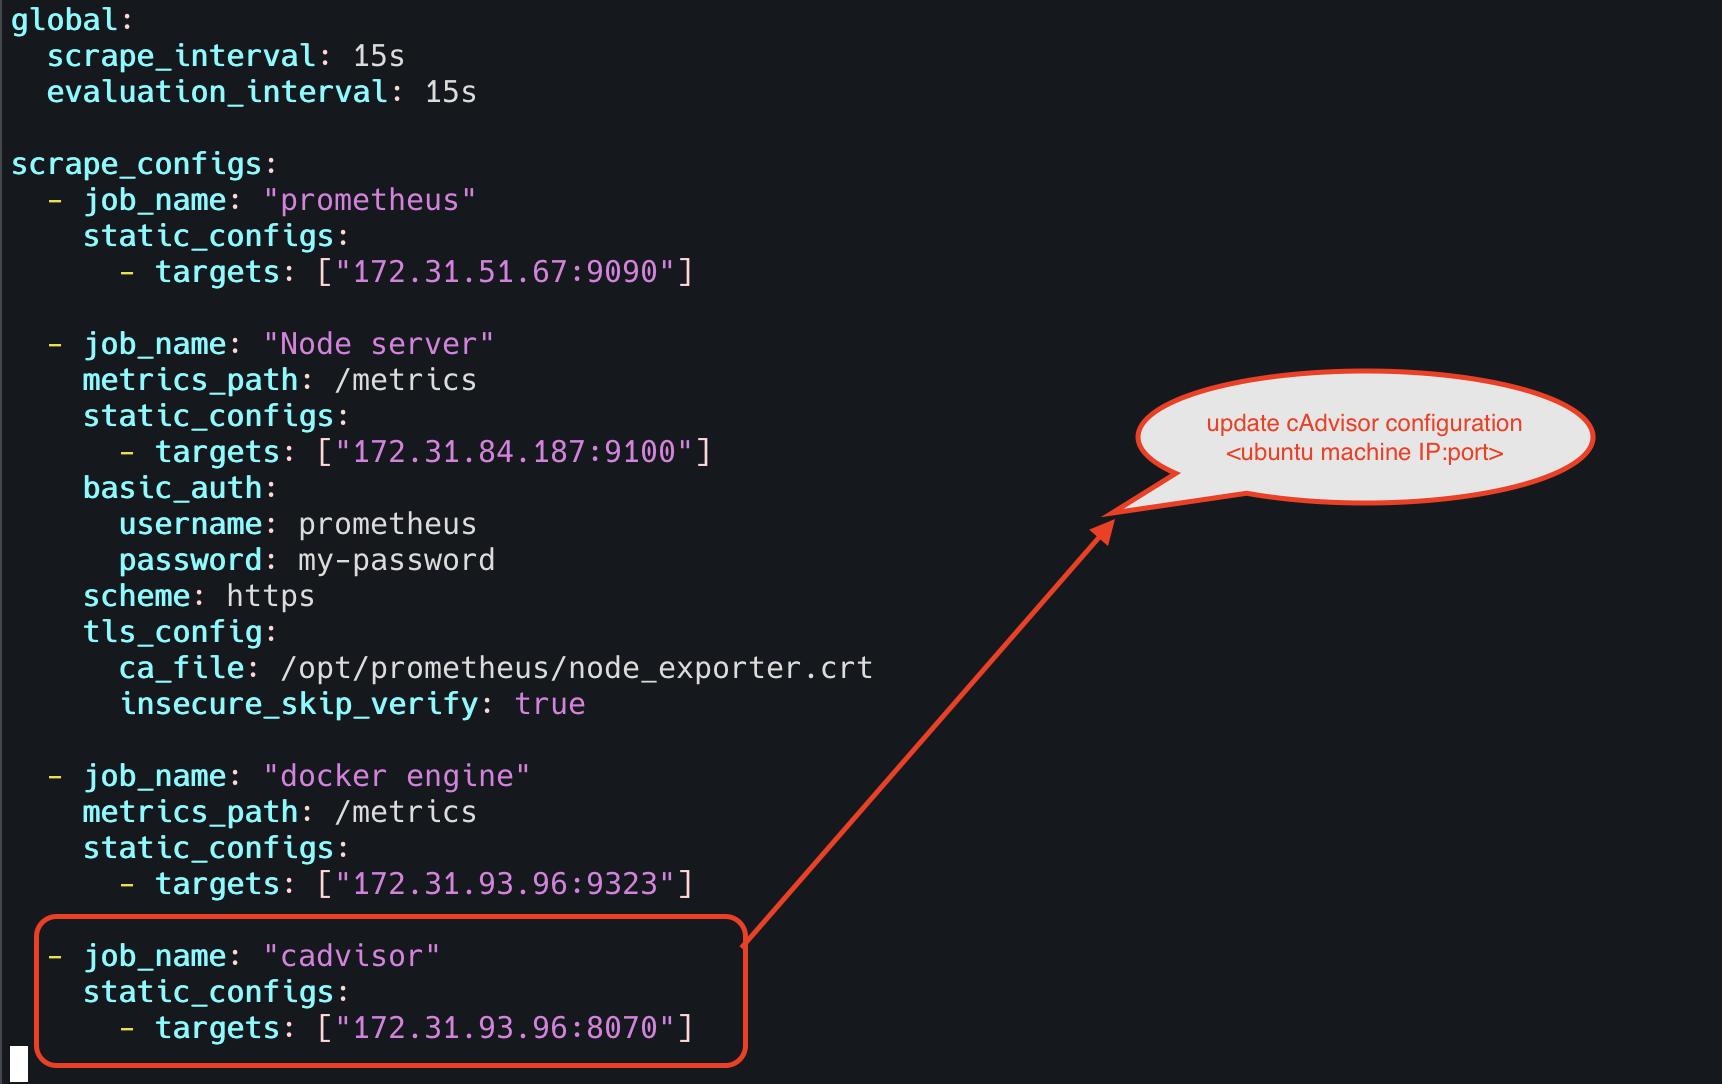 global:
  scrape_interval: 15s
  evaluation_interval: 15s

scrape_configs:
  - job_name: "prometheus"
    static_configs:
      - targets: ["172.31.51.67:9090"]

  - job_name: "Node server"
    metrics_path: /metrics
    static_configs:
      - targets: ["172.31.84.187:9100"]
    basic_auth:
      username: prometheus
      password: my-password
    scheme: https
    tls_config:
      ca_file: /opt/prometheus/node_exporter.crt
      insecure_skip_verify: true

  - job_name: "docker engine"
    metrics_path: /metrics
    static_configs:
      - targets: ["172.31.93.96:9323"]

  - job_name: "cadvisor"
    static_configs:
      - targets: ["172.31.93.96:8070"]
update cAdvisor configuration
<ubuntu machine IP:port>